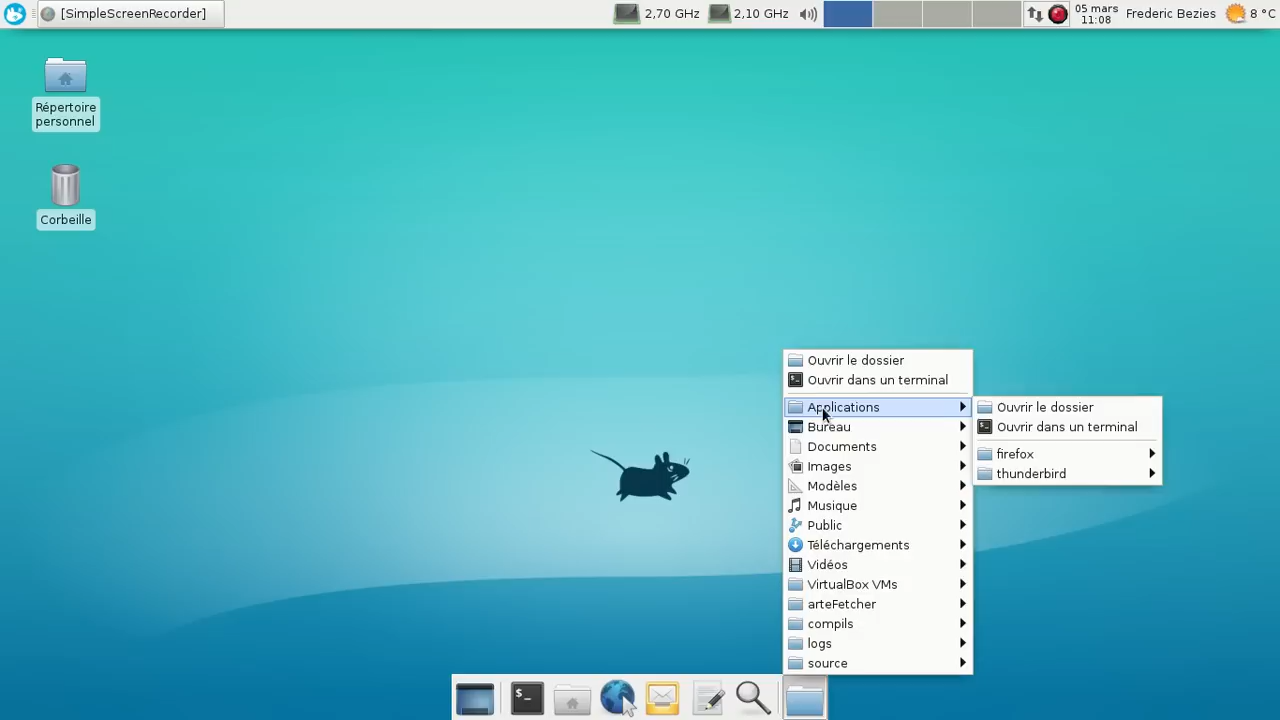 [SimpleScreenRecorder]
2,70 GHz
2,10 GHz
05 mars
11:08
Frederic Bezies
8 °C
Répertoire
personnel
Corbeille
Ouvrir le dossier
Ouvrir dans un terminal
Applications
Bureau
Documents
Images
Modèles
Musique
Public
Téléchargements
Vidéos
VirtualBox VMs
arteFetcher
compils
logs
source
Ouvrir le dossier
Ouvrir dans un terminal
firefox
thunderbird